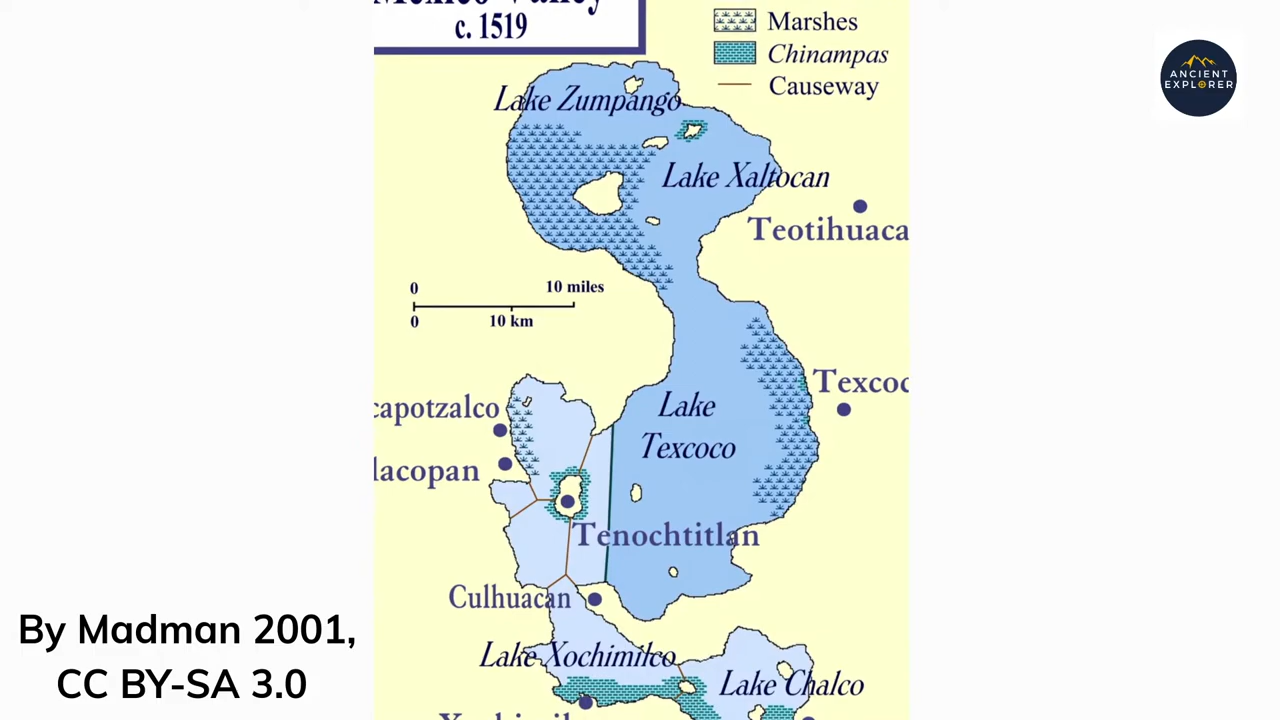 c. 1519
Marshes
Chinampas
Causeway
ANCIENT
EXPLORER
Lake Zumpango
Lake Xaltocan
Teotihuaca
0
10 miles
0
10 km
Texcoc
Lake
Texcoco
capotzalco
lacopan
Tenochtitlan
Culhuacan
Lake Xochimilco
Lake Chalco
By Madman 2001,
CC BY-SA 3.0